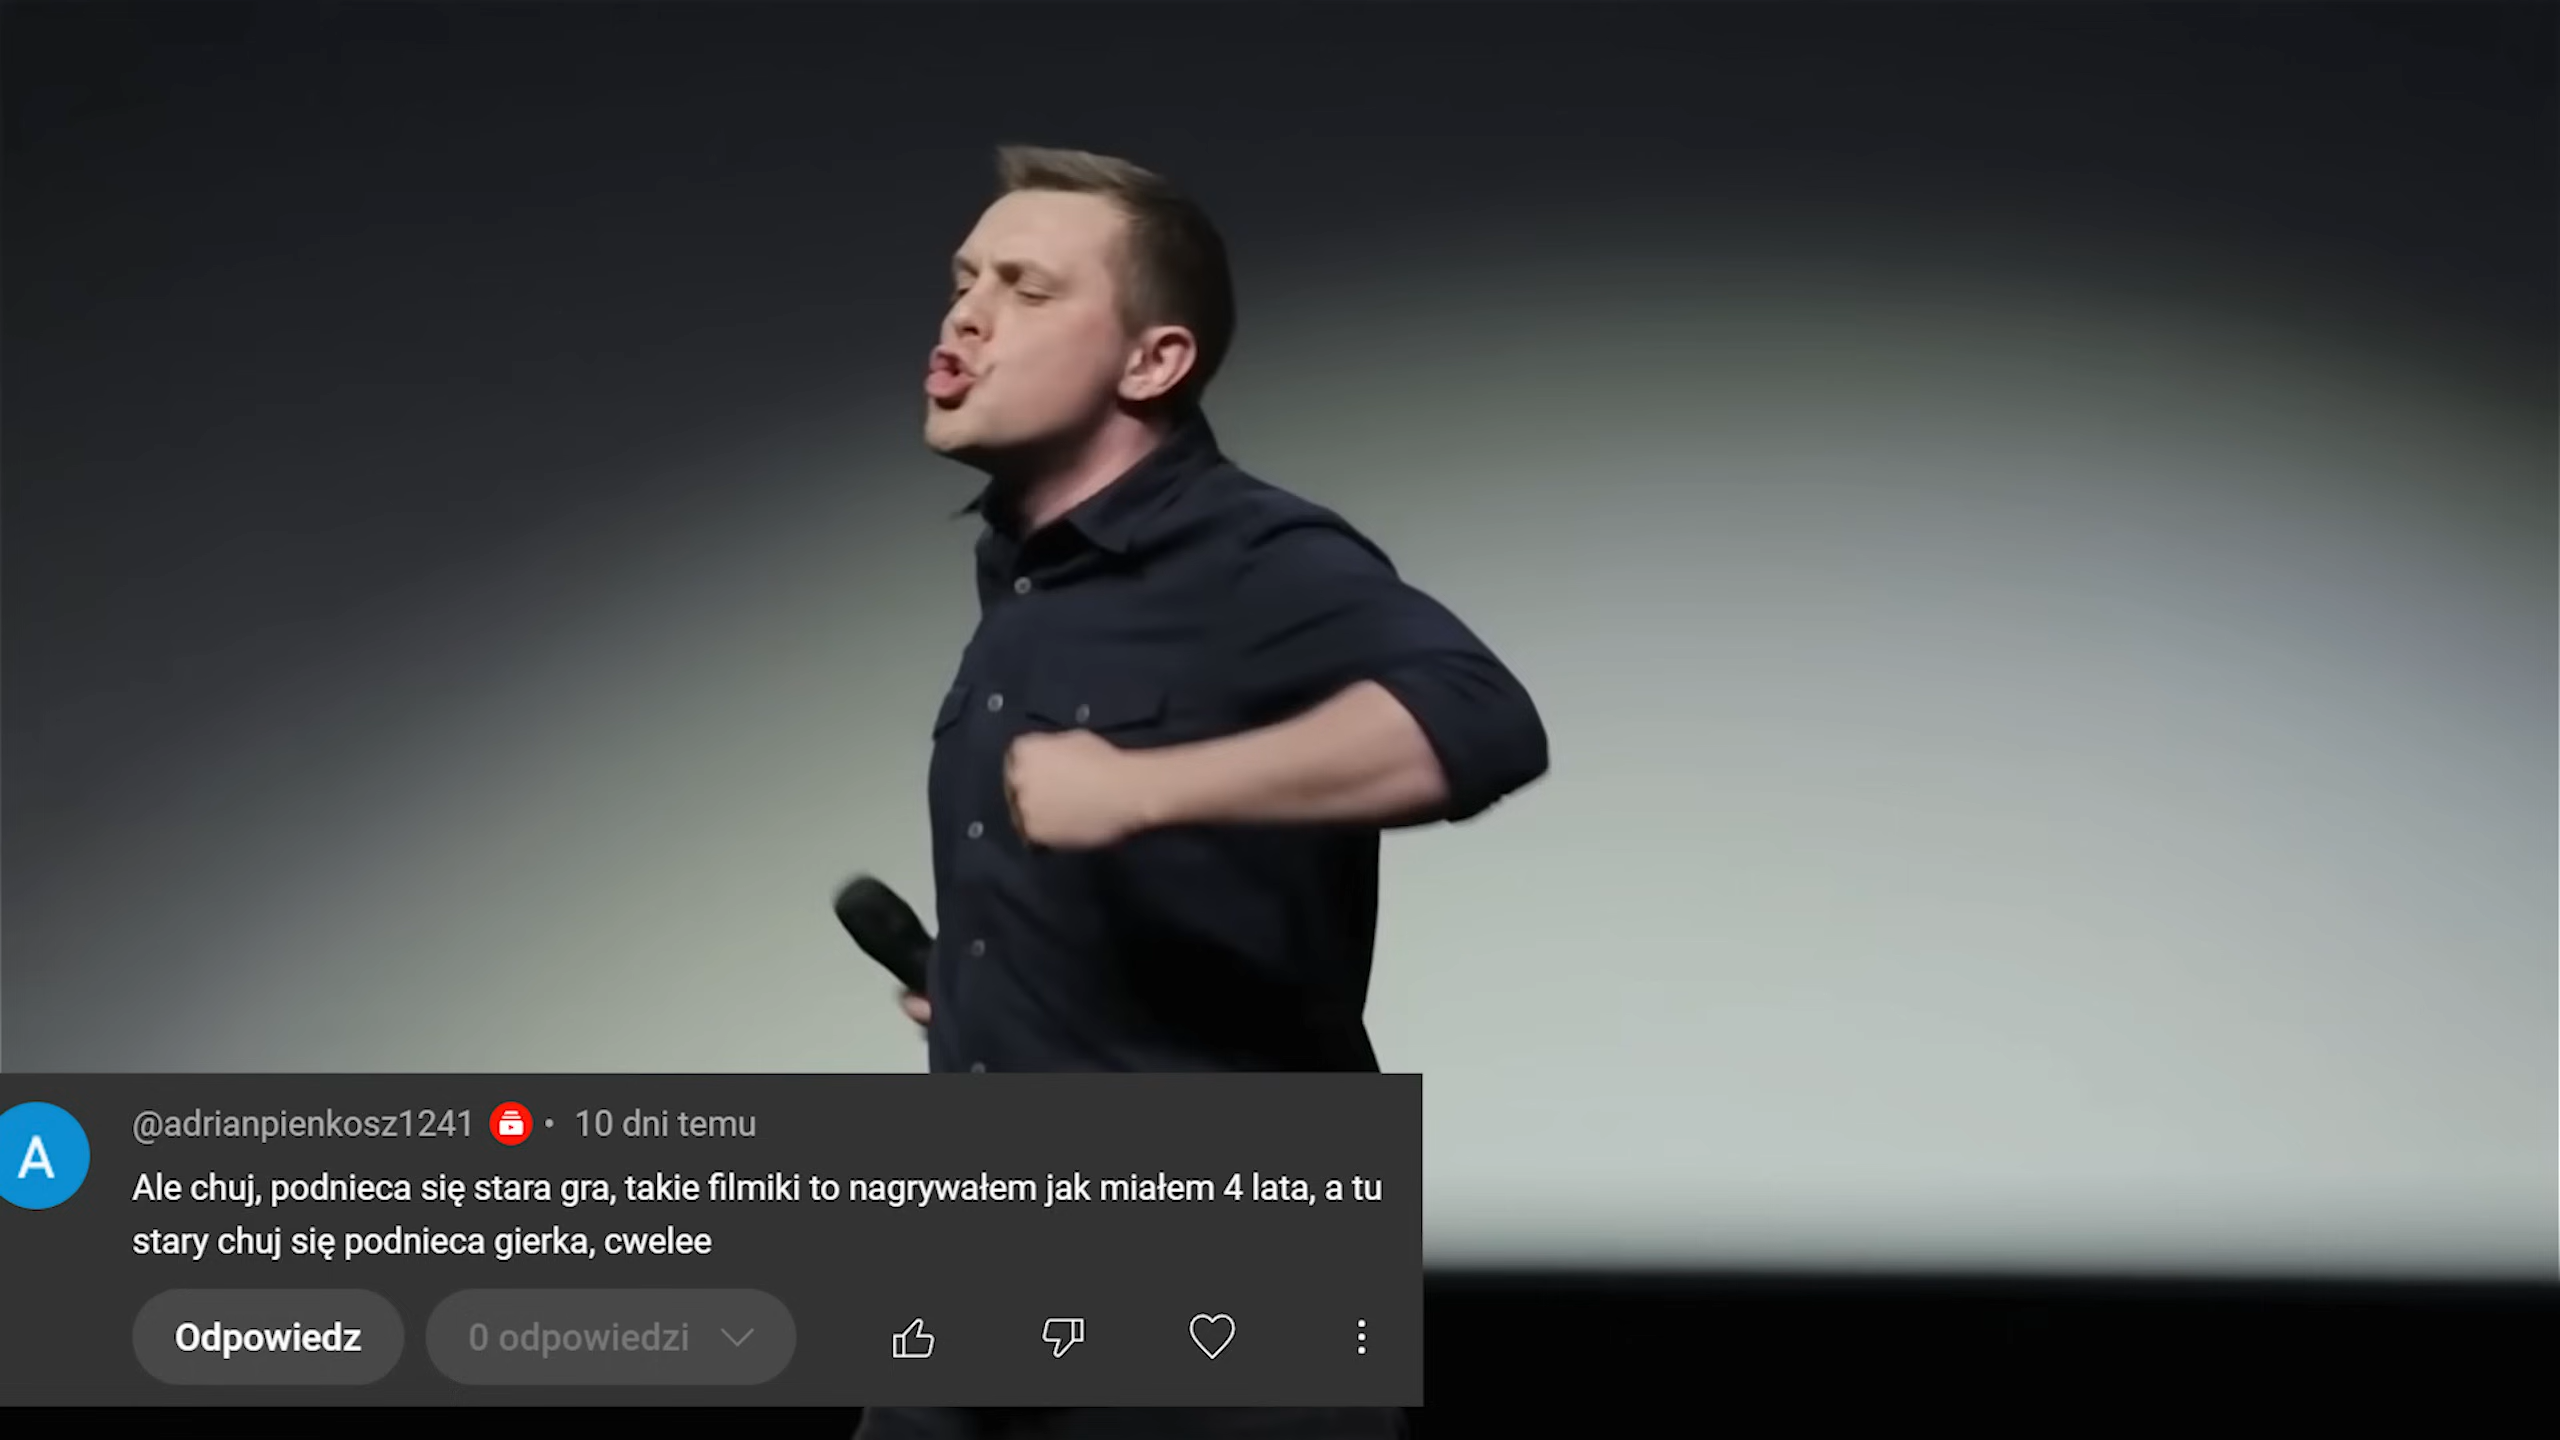 @adrianpienkosz1241 • 10 dni temu
A
Ale chuj, podnieca się stara gra, takie filmiki to nagrywałem jak miałem 4 lata, a tu
stary chuj się podnieca gierka, cwelee
Odpowiedz 0 odpowiedzi